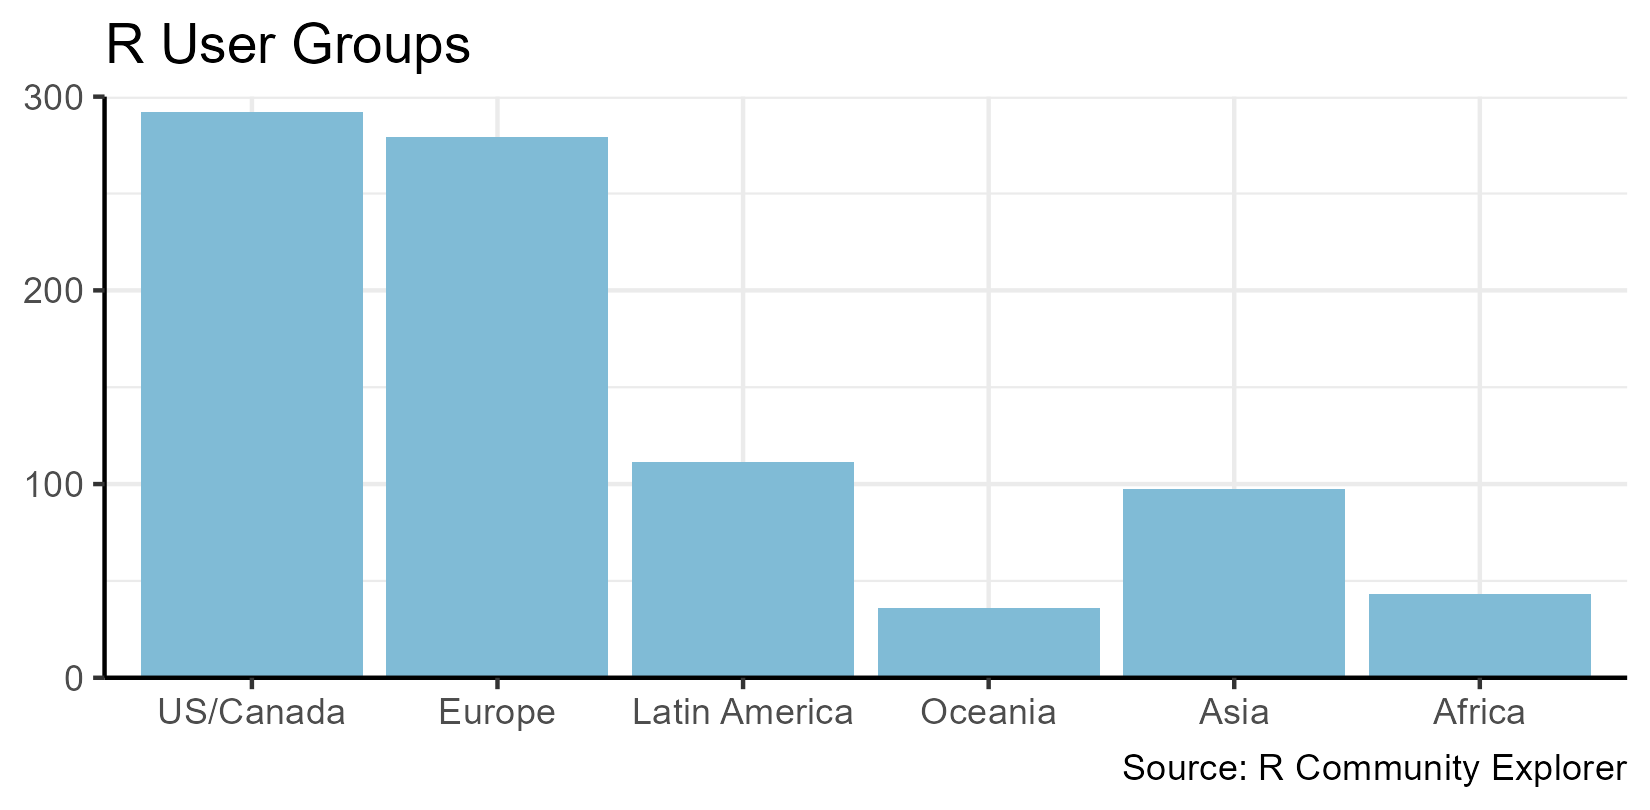 R User Groups
300
200
100
0
US/Canada Europe Latin America Oceania Asia Africa
Source: R Community Explorer